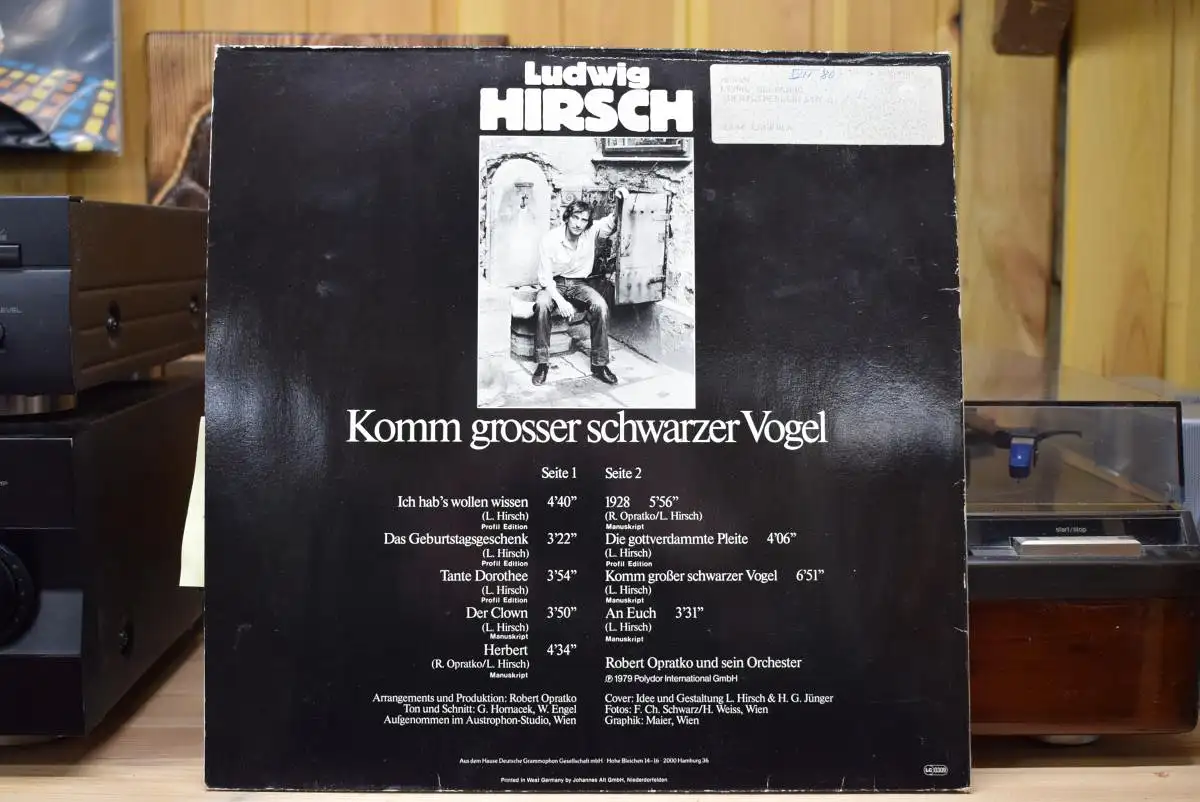 Ludwig
HIRSCH
VII 80
Komm grosser schwarzer Vogel
Seite 1
Ich hab's wollen wissen 4'40"
(L. Hirsch)
Profil Edition
Das Geburtstagsgeschenk 3'22"
(L. Hirsch)
Profil Edition
Tante Dorothee 3'54"
(L. Hirsch)
Profil Edition
Der Clown 3'50"
(L. Hirsch)
Manuskript
Herbert 4'34"
(R. Opratko/L. Hirsch)
Manuskript
Seite 2
1928 5'56"
(R. Opratko/L. Hirsch)
Manuskript
Die gottverdammte Pleite 4'06"
(L. Hirsch)
Profil Edition
Komm großer schwarzer Vogel 6'51"
(L. Hirsch)
Manuskript
An Euch 3'31"
(L. Hirsch)
Manuskript
Robert Opratko und sein Orchester
℗ 1979 Polydor International GmbH
Arrangements und Produktion: Robert Opratko
Ton und Schnitt: G. Hornacek, W. Engel
Aufgenommen im Austrophon-Studio, Wien
Cover: Idee und Gestaltung L. Hirsch & H. G. Jünger
Fotos: F. Ch. Schwarz/H. Weiss, Wien
Graphik: Maier, Wien
Aus dem Hause Deutsche Grammophon Gesellschaft mbH · Hohe Bleichen 14-16 · 2000 Hamburg 36
Printed in West Germany by Johannes Alt GmbH, Niederdorfelden
0309
start/stop